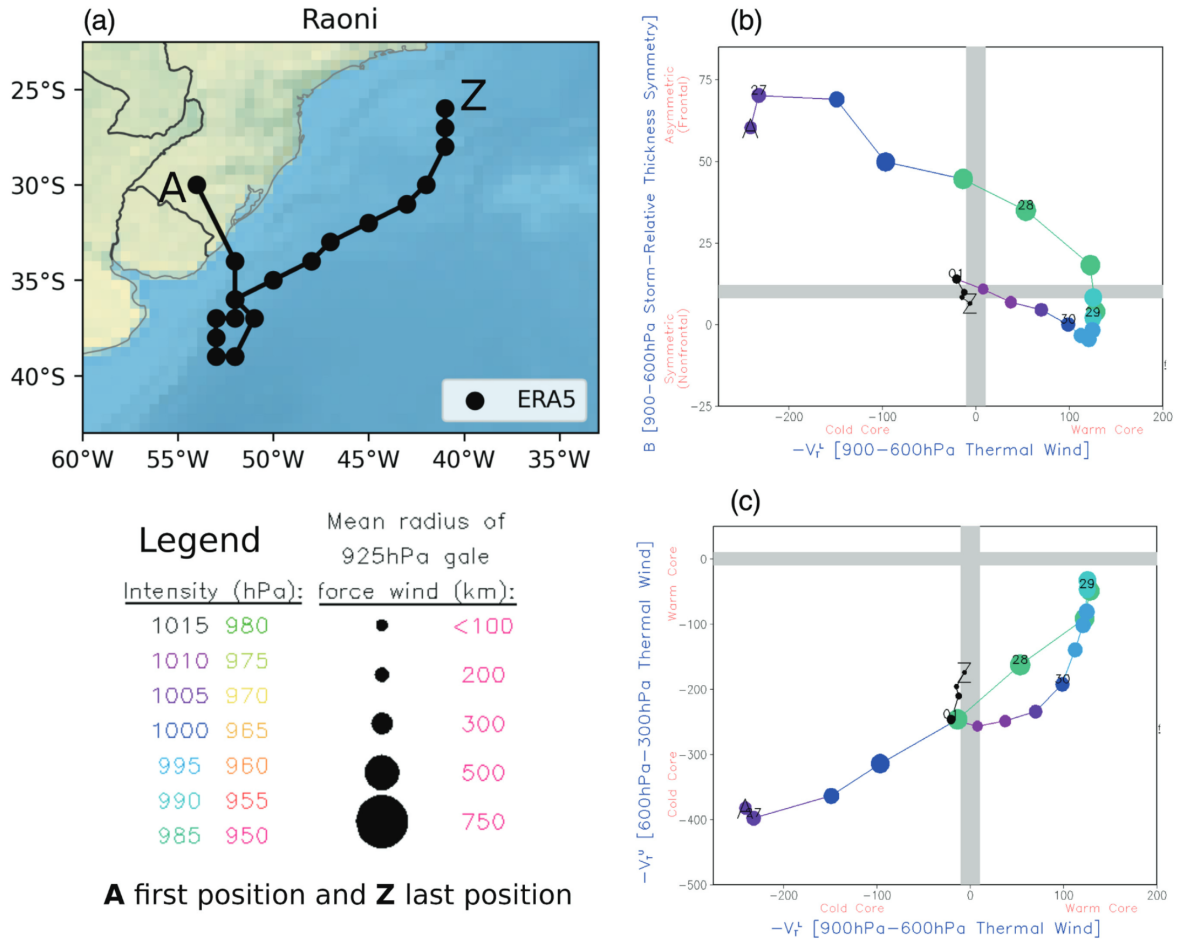 (a)
Raoni
25°S
30°S
35°S
40°S
60°W 55°W 50°W 45°W 40°W 35°W
A
Z
ERA5
(b)
B [900-600hPa Storm-Relative Thickness Symmetry]
Asymmetric
(Frontal)
Symmetric
(Nonfrontal)
75
50
25
0
-25
-200 -100 0 100 200
Cold Core Warm Core
-VTL [900-600hPa Thermal Wind]
27
A
28
29
30
01
Z
Legend
Intensity (hPa):
1015 980
1010 975
1005 970
1000 965
995 960
990 955
985 950
Mean radius of
925hPa gale
force wind (km):
<100
200
300
500
750
A first position and Z last position
(c)
-VTU [600hPa-300hPa Thermal Wind]
Warm Core
Cold Core
0
-100
-200
-300
-400
-500
-200 -100 0 100 200
Cold Core Warm Core
-VTL [900hPa-600hPa Thermal Wind]
29
28
30
Z
01
A
27